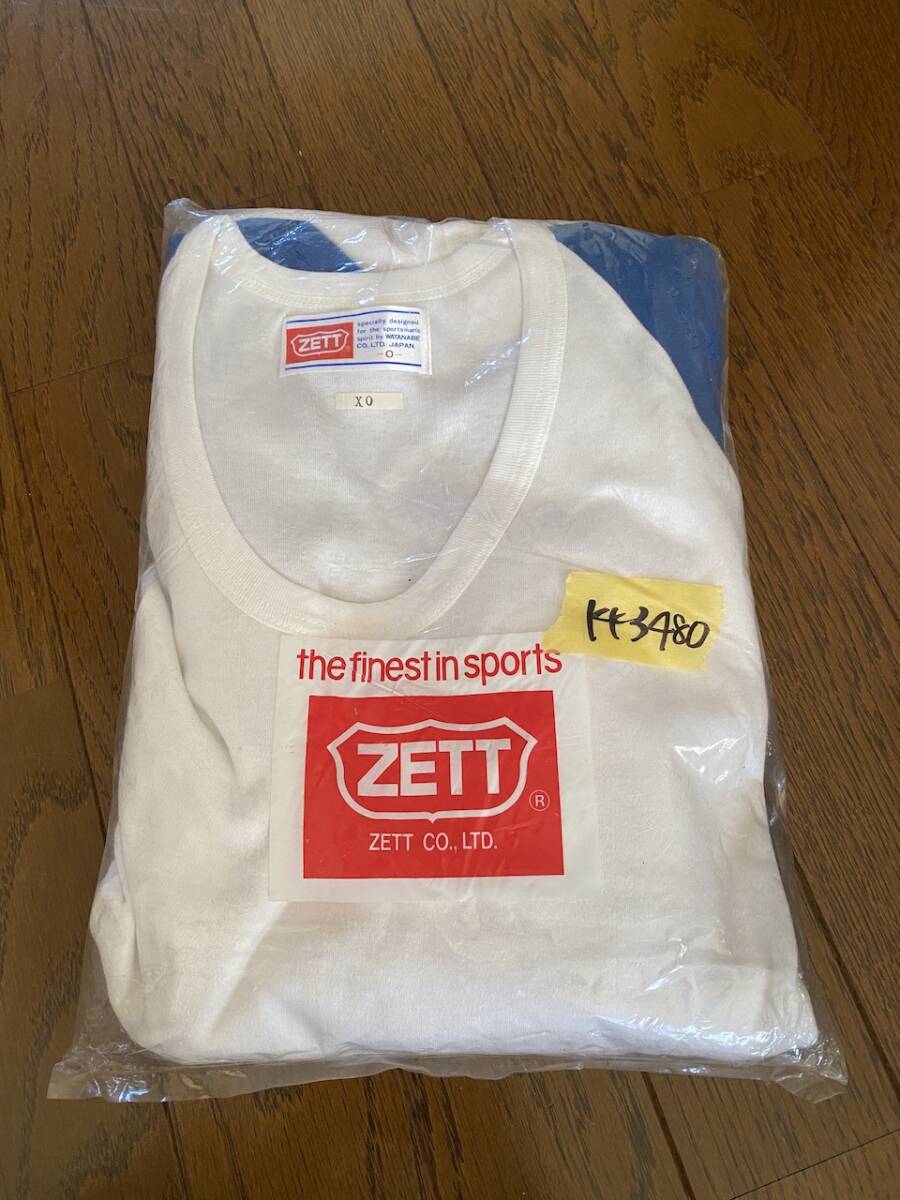 ZETT®
specially designed
for the sportsman's
spirit by WATANABE
CO., LTD. JAPAN.
-O-
XO
KK3480
the finest in sports
ZETT
®
ZETT CO., LTD.